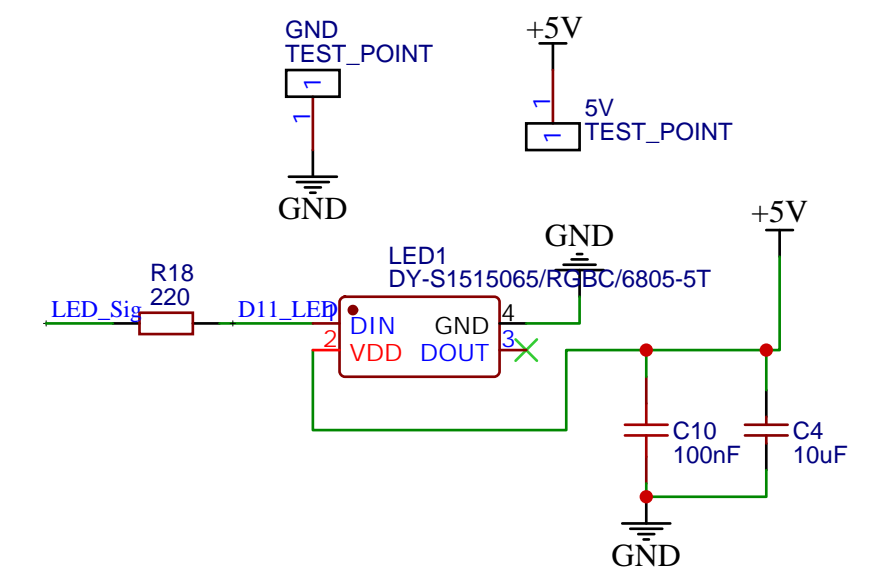 GND
TEST_POINT
1
1
GND
+5V
1
1
5V
TEST_POINT
+5V
GND
LED1
DY-S1515065/RGBC/6805-5T
R18
220
LED_Sig
D11_LED
1
DIN
GND
4
2
VDD
DOUT
3
C10
100nF
C4
10uF
GND